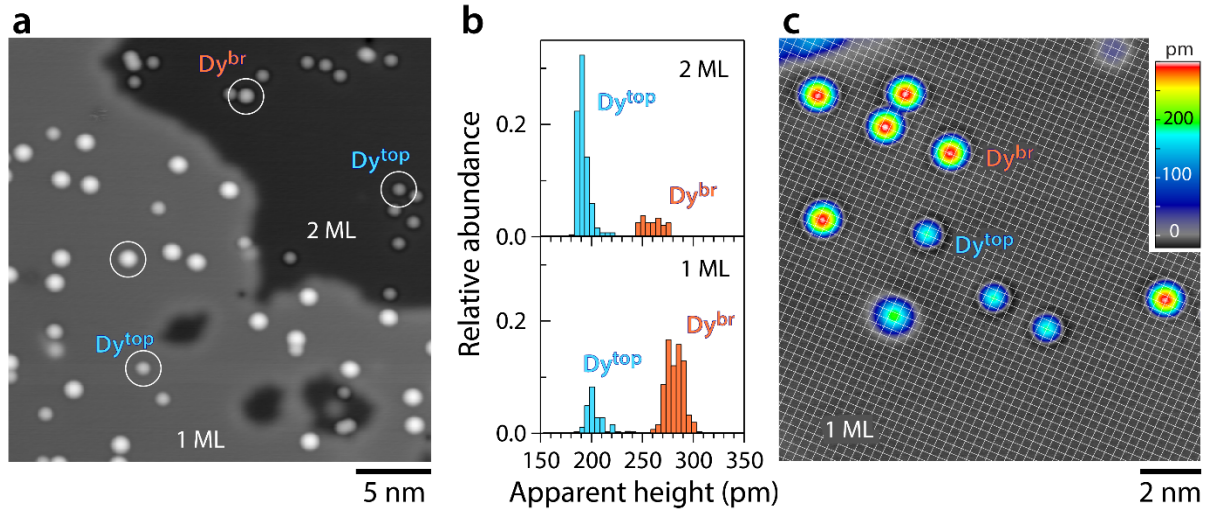 a
Dy^br
Dy^top
2 ML
Dy^top
1 ML
5 nm
b
Relative abundance
2 ML
Dy^top
Dy^br
0.2
0.0
1 ML
Dy^br
Dy^top
0.2
0.0
150 200 250 300 350
Apparent height (pm)
c
pm
200
100
0
Dy^br
Dy^top
1 ML
2 nm